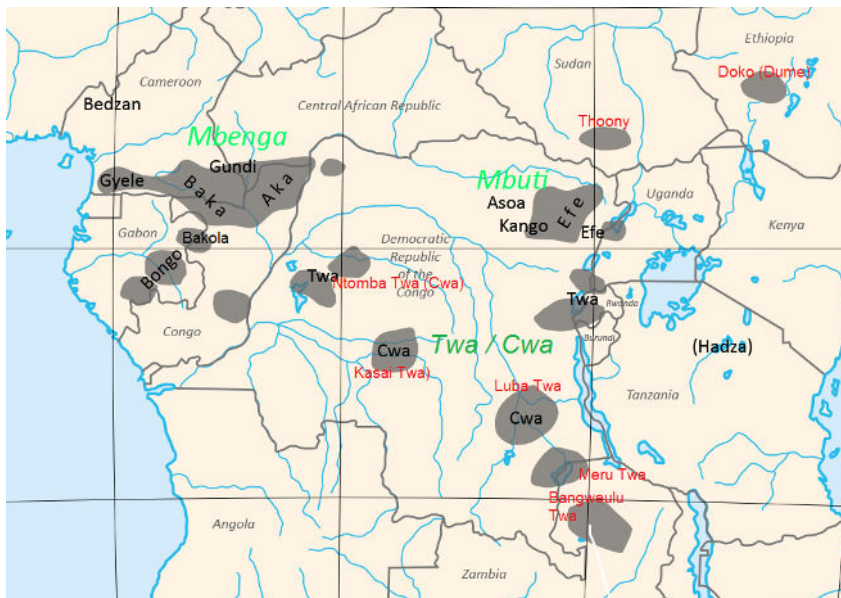 Ethiopia
Doko (Dume)
Sudan
Cameroon
Bedzan
Central African Republic
Thoony
Mbenga
Gundi
Gyele
Baka
Aka
Mbuti
Asoa
Kango
Efe
Efe
Uganda
Kenya
Gabon
Bakola
Bongo
Democratic
Republic
of the
Congo
Twa
Ntomba Twa (Cwa)
Twa
Rwanda
Burundi
Congo
Cwa
Kasai Twa)
Twa / Cwa
(Hadza)
Luba Twa
Cwa
Tanzania
Meru Twa
Bangweulu
Twa
Angola
Zambia